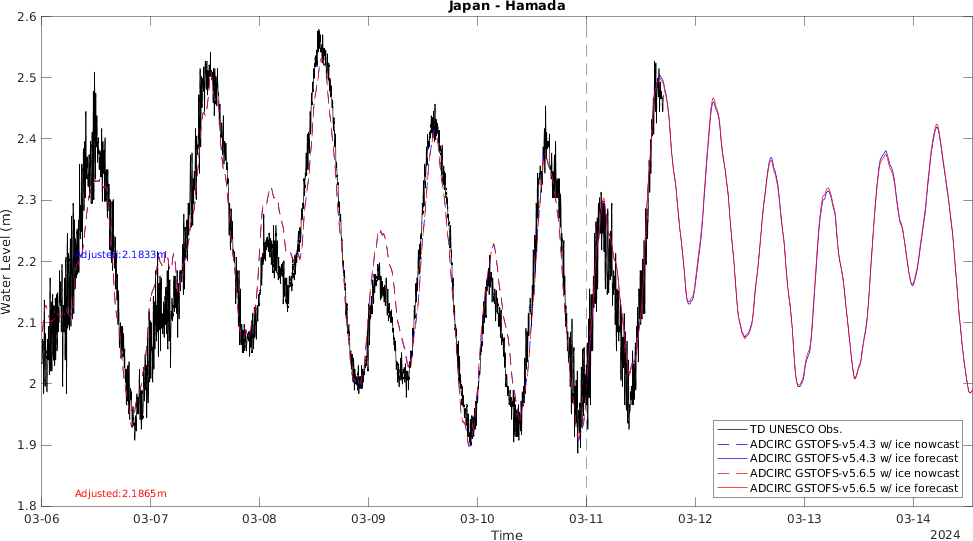 Japan - Hamada
2.6
2.5
2.4
2.3
2.2
2.1
2
1.9
1.8
Water Level (m)
Adjusted:2.1833m
Adjusted:2.1865m
TD UNESCO Obs.
ADCIRC GSTOFS-v5.4.3 w/ ice nowcast
ADCIRC GSTOFS-v5.4.3 w/ ice forecast
ADCIRC GSTOFS-v5.6.5 w/ ice nowcast
ADCIRC GSTOFS-v5.6.5 w/ ice forecast
03-06 03-07 03-08 03-09 03-10 03-11 03-12 03-13 03-14
Time
2024